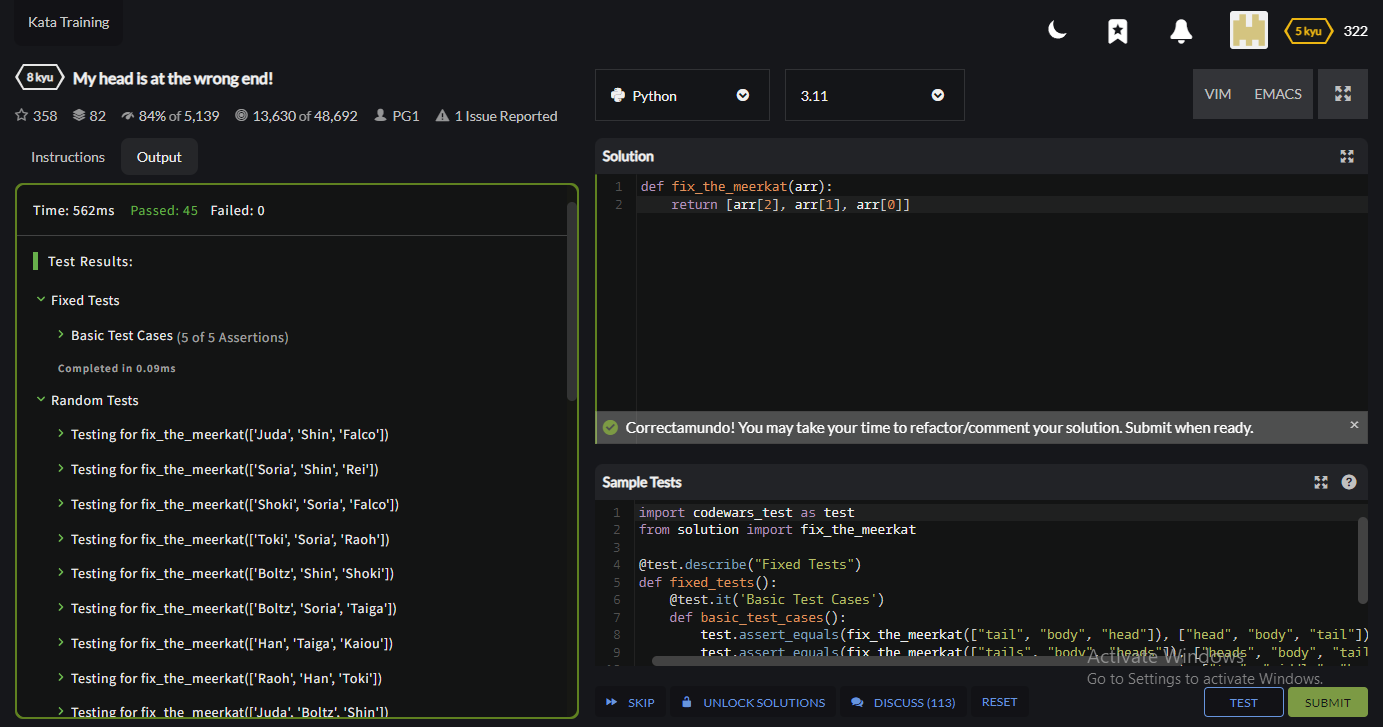 Kata Training
5 kyu 322
8 kyu My head is at the wrong end!
358 82 84% of 5,139 13,630 of 48,692 PG1 1 Issue Reported
Python 3.11 VIM EMACS
Instructions Output
Time: 562ms Passed: 45 Failed: 0
Test Results:
Fixed Tests
Basic Test Cases (5 of 5 Assertions)
Completed in 0.09ms
Random Tests
Testing for fix_the_meerkat(['Juda', 'Shin', 'Falco'])
Testing for fix_the_meerkat(['Soria', 'Shin', 'Rei'])
Testing for fix_the_meerkat(['Shoki', 'Soria', 'Falco'])
Testing for fix_the_meerkat(['Toki', 'Soria', 'Raoh'])
Testing for fix_the_meerkat(['Boltz', 'Shin', 'Shoki'])
Testing for fix_the_meerkat(['Boltz', 'Soria', 'Taiga'])
Testing for fix_the_meerkat(['Han', 'Taiga', 'Kaiou'])
Testing for fix_the_meerkat(['Raoh', 'Han', 'Toki'])
Testing for fix_the_meerkat(['Juda', 'Boltz', 'Shin'])
Solution
1 def fix_the_meerkat(arr):
2 return [arr[2], arr[1], arr[0]]
Correctamundo! You may take your time to refactor/comment your solution. Submit when ready.
Sample Tests
1 import codewars_test as test
2 from solution import fix_the_meerkat
3
4 @test.describe("Fixed Tests")
5 def fixed_tests():
6 @test.it('Basic Test Cases')
7 def basic_test_cases():
8 test.assert_equals(fix_the_meerkat(["tail", "body", "head"]), ["head", "body", "tail"])
9 test.assert_equals(fix_the_meerkat(["tails", "body", "heads"]), ["heads", "body", "tail
Activate Windows
Go to Settings to activate Windows.
SKIP UNLOCK SOLUTIONS DISCUSS (113) RESET TEST SUBMIT